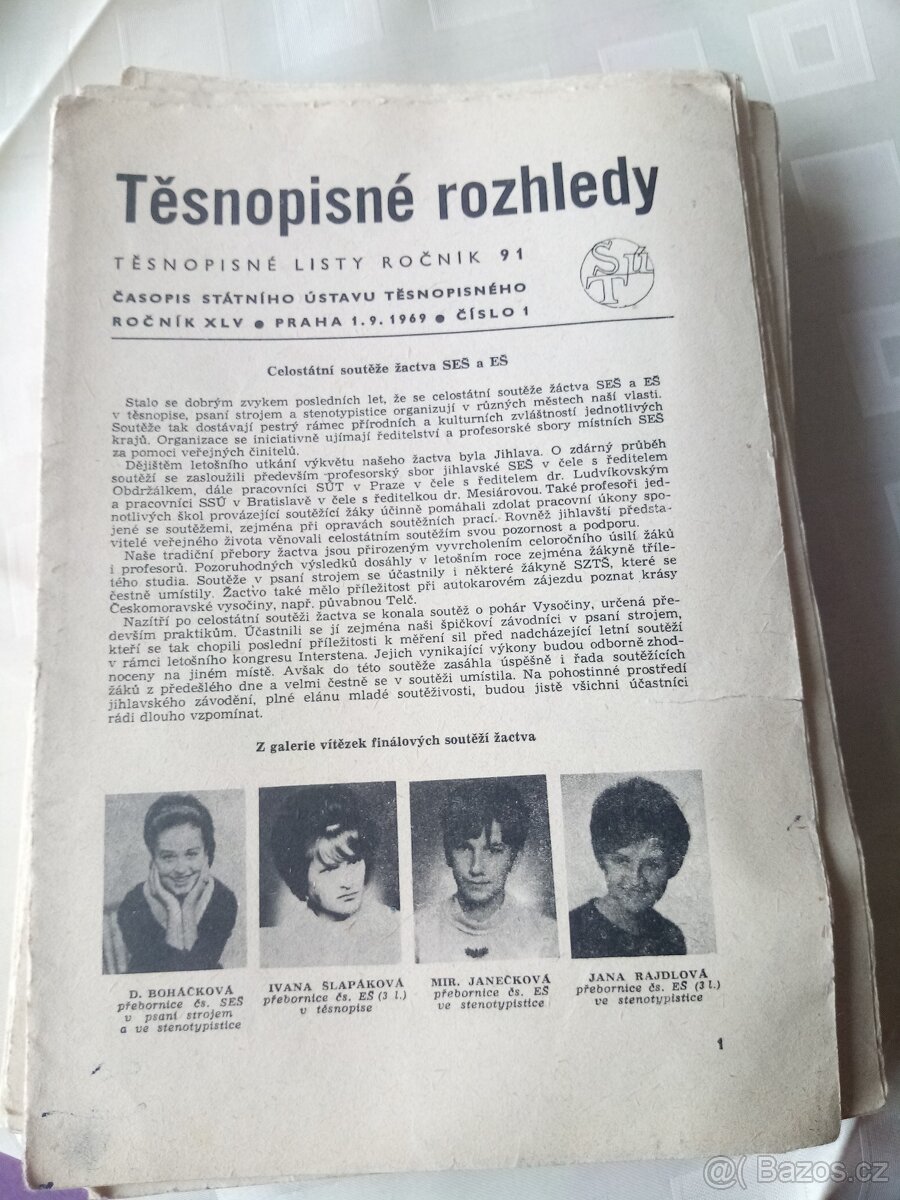 Těsnopisné rozhledy
TĚSNOPISNÉ LISTY ROČNÍK 91
ČASOPIS STÁTNÍHO ÚSTAVU TĚSNOPISNÉHO
ROČNÍK XLV ● PRAHA 1.9.1969 ● ČÍSLO 1
SÚT
Celostátní soutěže žactva SEŠ a EŠ
Stalo se dobrým zvykem posledních let, že se celostátní soutěže žáctva SEŠ a EŠ
v těsnopise, psaní strojem a stenotypistice organizují v různých městech naší vlasti.
Soutěže tak dostávají pestrý rámec přírodních a kulturních zvláštností jednotlivých
krajů. Organizace se iniciativně ujímají ředitelství a profesorské sbory místních SEŠ
za pomoci veřejných činitelů.
Dějištěm letošního utkání výkvětu našeho žactva byla Jihlava. O zdárný průběh
soutěží se zasloužili především profesorský sbor jihlavské SEŠ v čele s ředitelem
Obdržálkem, dále pracovníci SÚT v Praze v čele s ředitelem dr. Ludvíkovským
a pracovníci SSÚ v Bratislavě v čele s ředitelkou dr. Mesiárovou. Také profesoři jed-
notlivých škol provázející soutěžící žáky účinně pomáhali zdolat pracovní úkony spo-
jené se soutěžemi, zejména při opravách soutěžních prací. Rovněž jihlavští předsta-
vitelé veřejného života věnovali celostátním soutěžím svou pozornost a podporu.
Naše tradiční přebory žactva jsou přirozeným vyvrcholením celoročního úsilí žáků
i profesorů. Pozoruhodných výsledků dosáhly v letošním roce zejména žákyně tříle-
tého studia. Soutěže v psaní strojem se účastnily i některé žákyně SZTŠ, které se
čestně umístily. Žactvo také mělo příležitost při autokarovém zájezdu poznat krásy
Českomoravské vysočiny, např. půvabnou Telč.
Nazítří po celostátní soutěži žactva se konala soutěž o pohár Vysočiny, určená pře-
devším praktikům. Účastnili se jí zejména naši špičkoví závodníci v psaní strojem,
kteří se tak chopili poslední příležitosti k měření sil před nadcházející letní soutěží
v rámci letošního kongresu Interstena. Jejich vynikající výkony budou odborně zhod-
noceny na jiném místě. Avšak do této soutěže zasáhla úspěšně i řada soutěžících
žáků z předešlého dne a velmi čestně se v soutěži umístila. Na pohostinné prostředí
jihlavského závodění, plné elánu mladé soutěživosti, budou jistě všichni účastníci
rádi dlouho vzpomínat.
Z galerie vítězek finálových soutěží žactva
D. BOHÁČKOVÁ
přebornice čs. SEŠ
v psaní strojem
a ve stenotypistice
IVANA ŠLAPÁKOVÁ
přebornice čs. EŠ (3 l.)
v těsnopise
MIR. JANEČKOVÁ
přebornice čs. EŠ
ve stenotypistice
JANA RAJDLOVÁ
přebornice čs. EŠ (3 l.)
ve stenotypistice
1
@ Bazos.cz